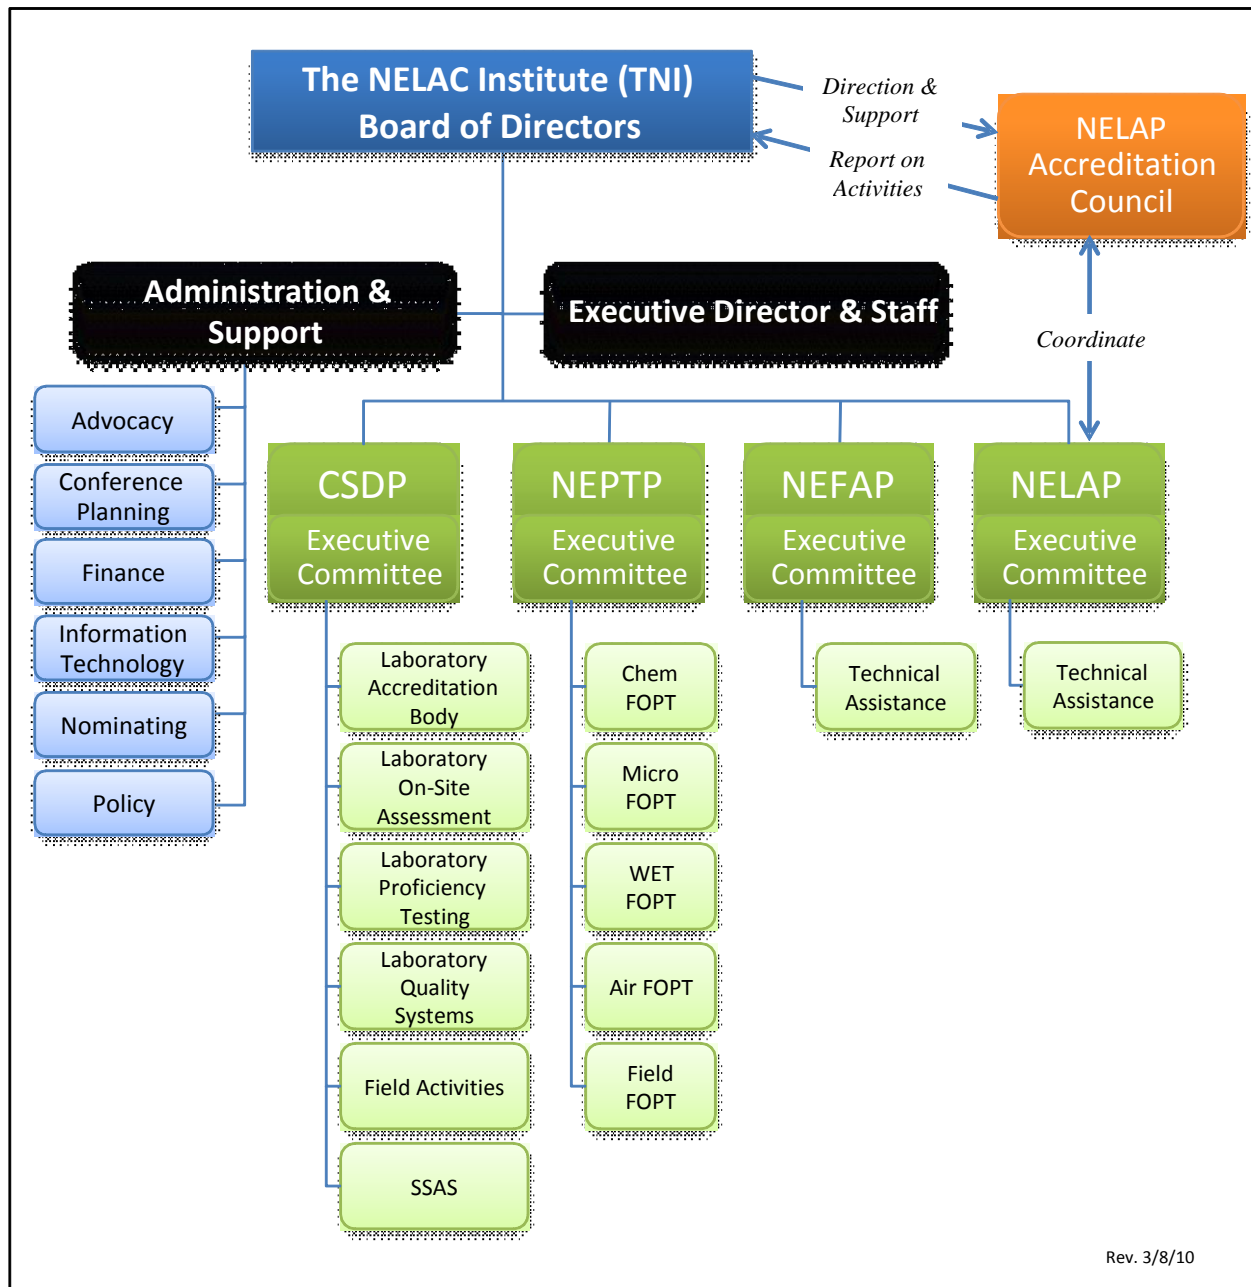 The NELAC Institute (TNI)
Board of Directors
Direction &
Support
Report on
Activities
NELAP
Accreditation
Council
Administration &
Support
Executive Director & Staff
Coordinate
Advocacy
Conference
Planning
Finance
Information
Technology
Nominating
Policy
CSDP
Executive
Committee
Laboratory
Accreditation
Body
Laboratory
On-Site
Assessment
Laboratory
Proficiency
Testing
Laboratory
Quality
Systems
Field Activities
SSAS
NEPTP
Executive
Committee
Chem
FOPT
Micro
FOPT
WET
FOPT
Air FOPT
Field
FOPT
NEFAP
Executive
Committee
Technical
Assistance
NELAP
Executive
Committee
Technical
Assistance
Rev. 3/8/10